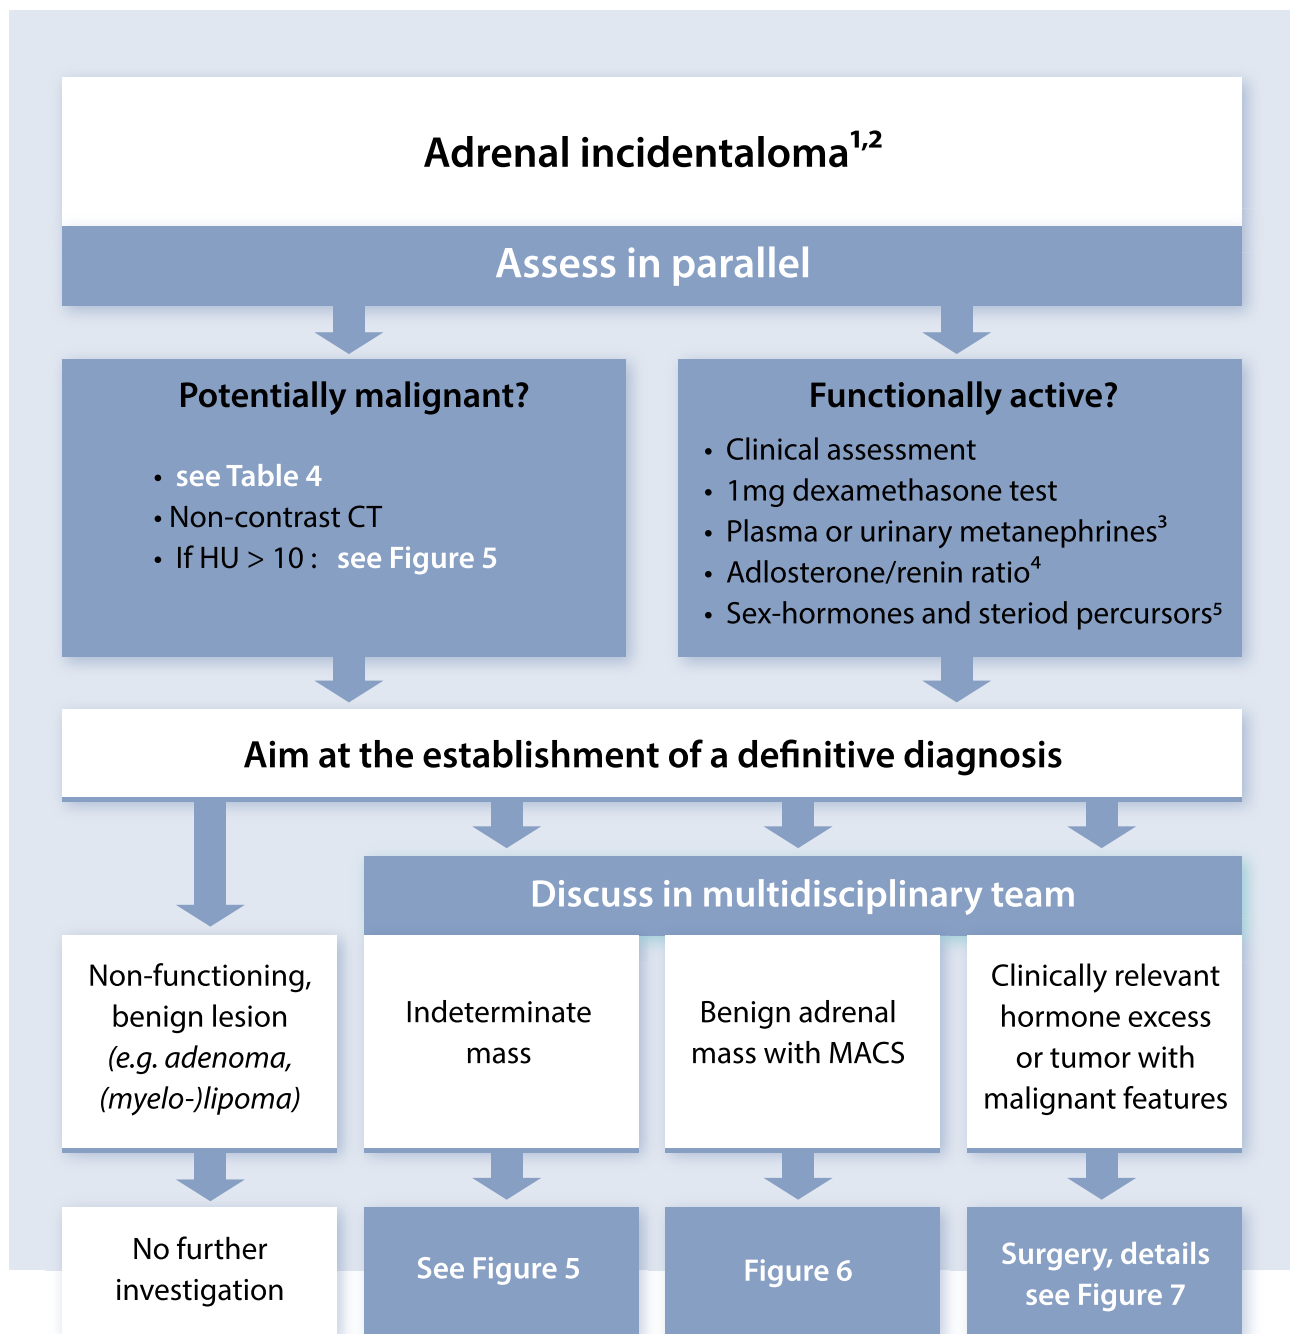 Adrenal incidentaloma¹,²
Assess in parallel
Potentially malignant?
• see Table 4
• Non-contrast CT
• If HU > 10 : see Figure 5
Functionally active?
• Clinical assessment
• 1mg dexamethasone test
• Plasma or urinary metanephrines³
• Adlosterone/renin ratio⁴
• Sex-hormones and steriod percursors⁵
Aim at the establishment of a definitive diagnosis
Discuss in multidisciplinary team
Non-functioning,
benign lesion
(e.g. adenoma,
(myelo-)lipoma)
Indeterminate
mass
Benign adrenal
mass with MACS
Clinically relevant
hormone excess
or tumor with
malignant features
No further
investigation
See Figure 5
Figure 6
Surgery, details
see Figure 7